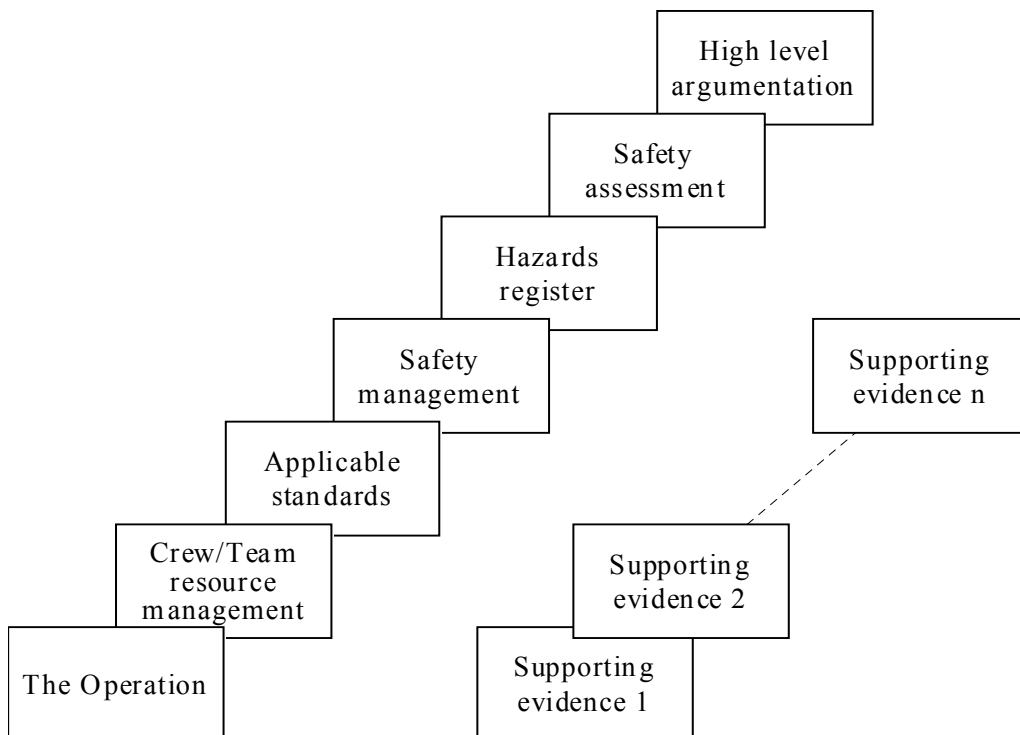 High level
argumentation
Safety
assessment
Hazards
register
Safety
management
Supporting
evidence n
Applicable
standards
Crew/Team
resource
management
Supporting
evidence 2
The Operation
Supporting
evidence 1